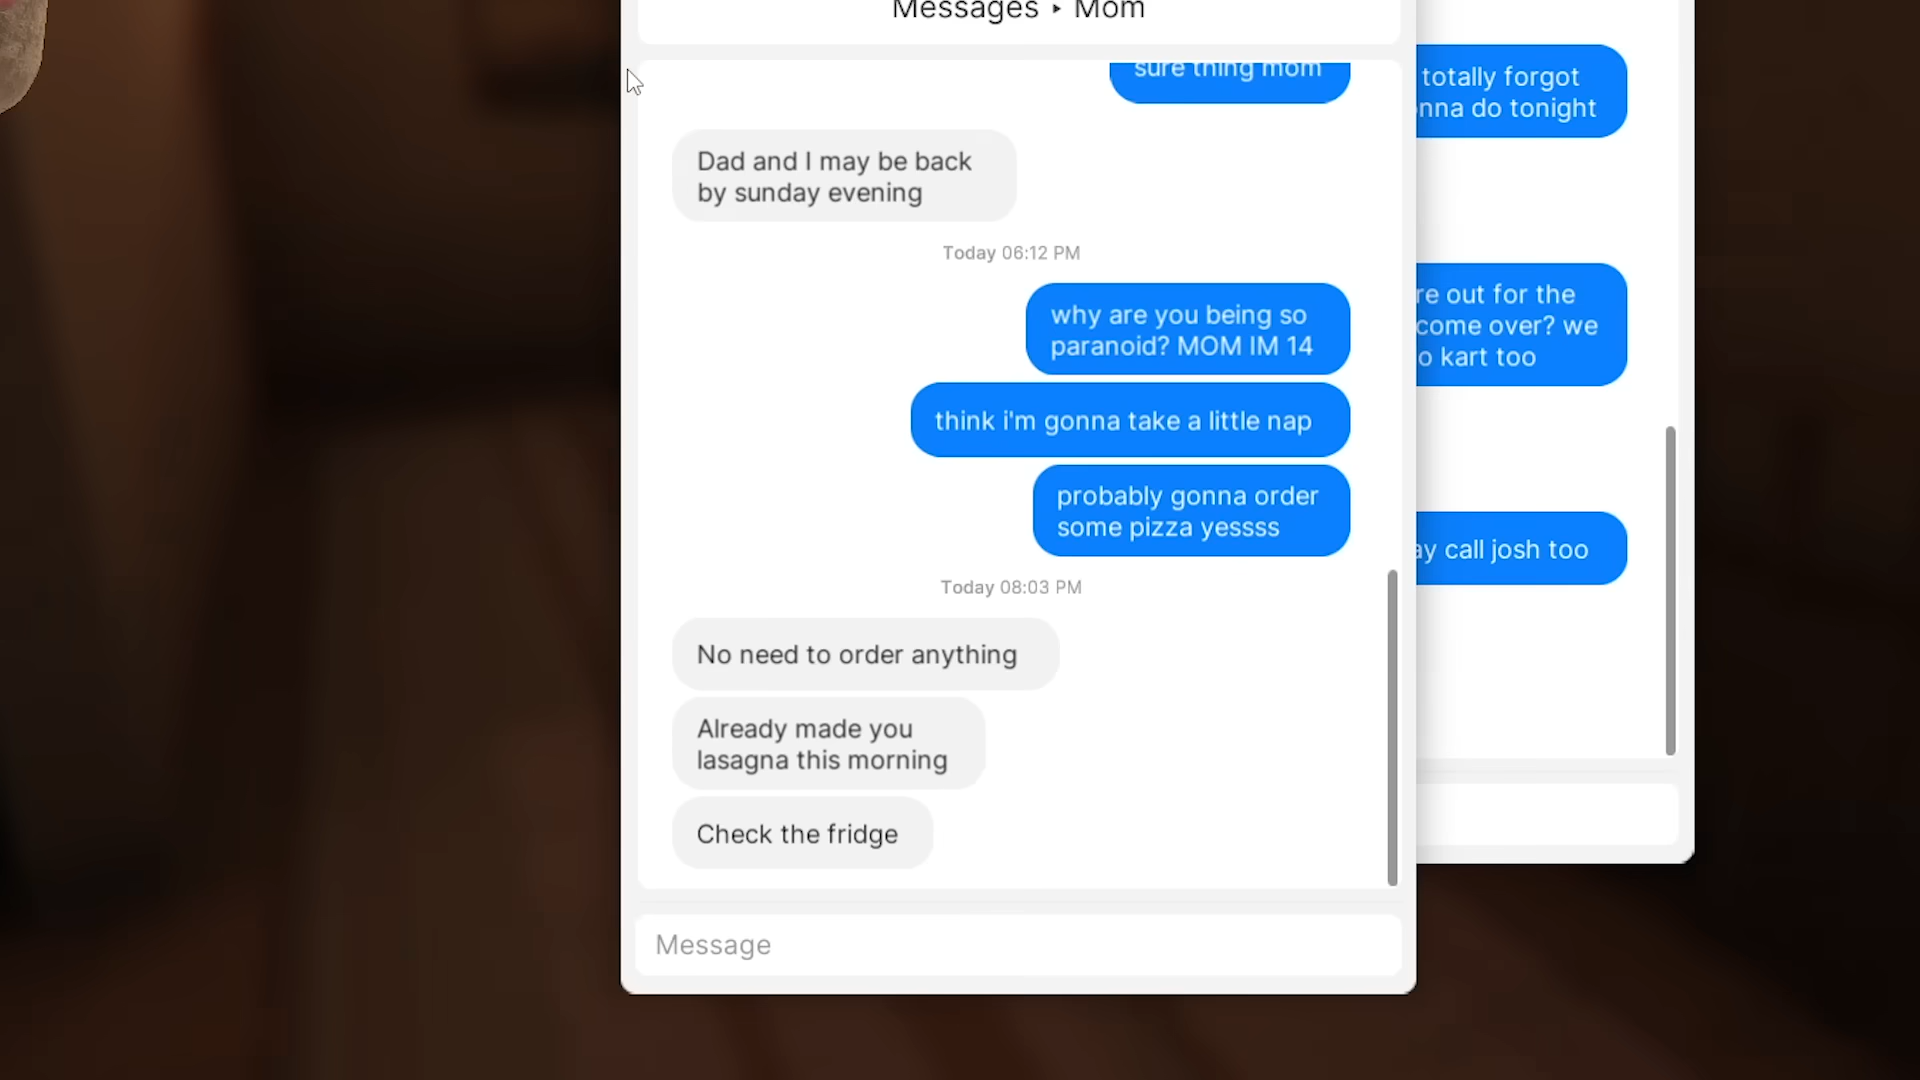 Messages ▸ Mom
sure thing mom
Dad and I may be back
by sunday evening
Today 06:12 PM
why are you being so
paranoid? MOM IM 14
think i'm gonna take a little nap
probably gonna order
some pizza yessss
Today 08:03 PM
No need to order anything
Already made you
lasagna this morning
Check the fridge
Message
totally forgot
do tonight
out for the
come over? we
kart too
call josh too